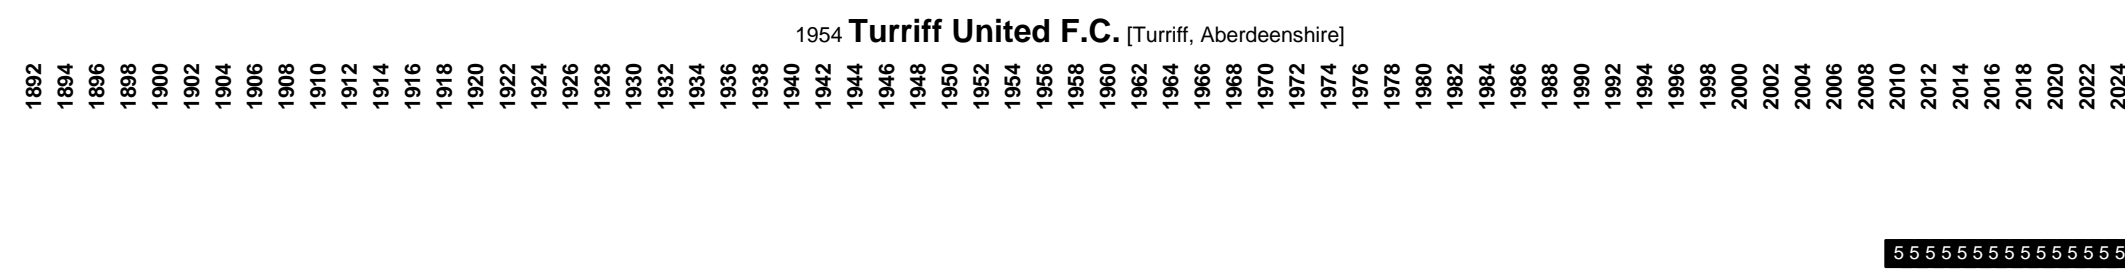 1954 Turriff United F.C. [Turriff, Aberdeenshire]
1892 1894 1896 1898 1900 1902 1904 1906 1908 1910 1912 1914 1916 1918 1920 1922 1924 1926 1928 1930 1932 1934 1936 1938 1940 1942 1944 1946 1948 1950 1952 1954 1956 1958 1960 1962 1964 1966 1968 1970 1972 1974 1976 1978 1980 1982 1984 1986 1988 1990 1992 1994 1996 1998 2000 2002 2004 2006 2008 2010 2012 2014 2016 2018 2020 2022 2024
5 5 5 5 5 5 5 5 5 5 5 5 5 5 5